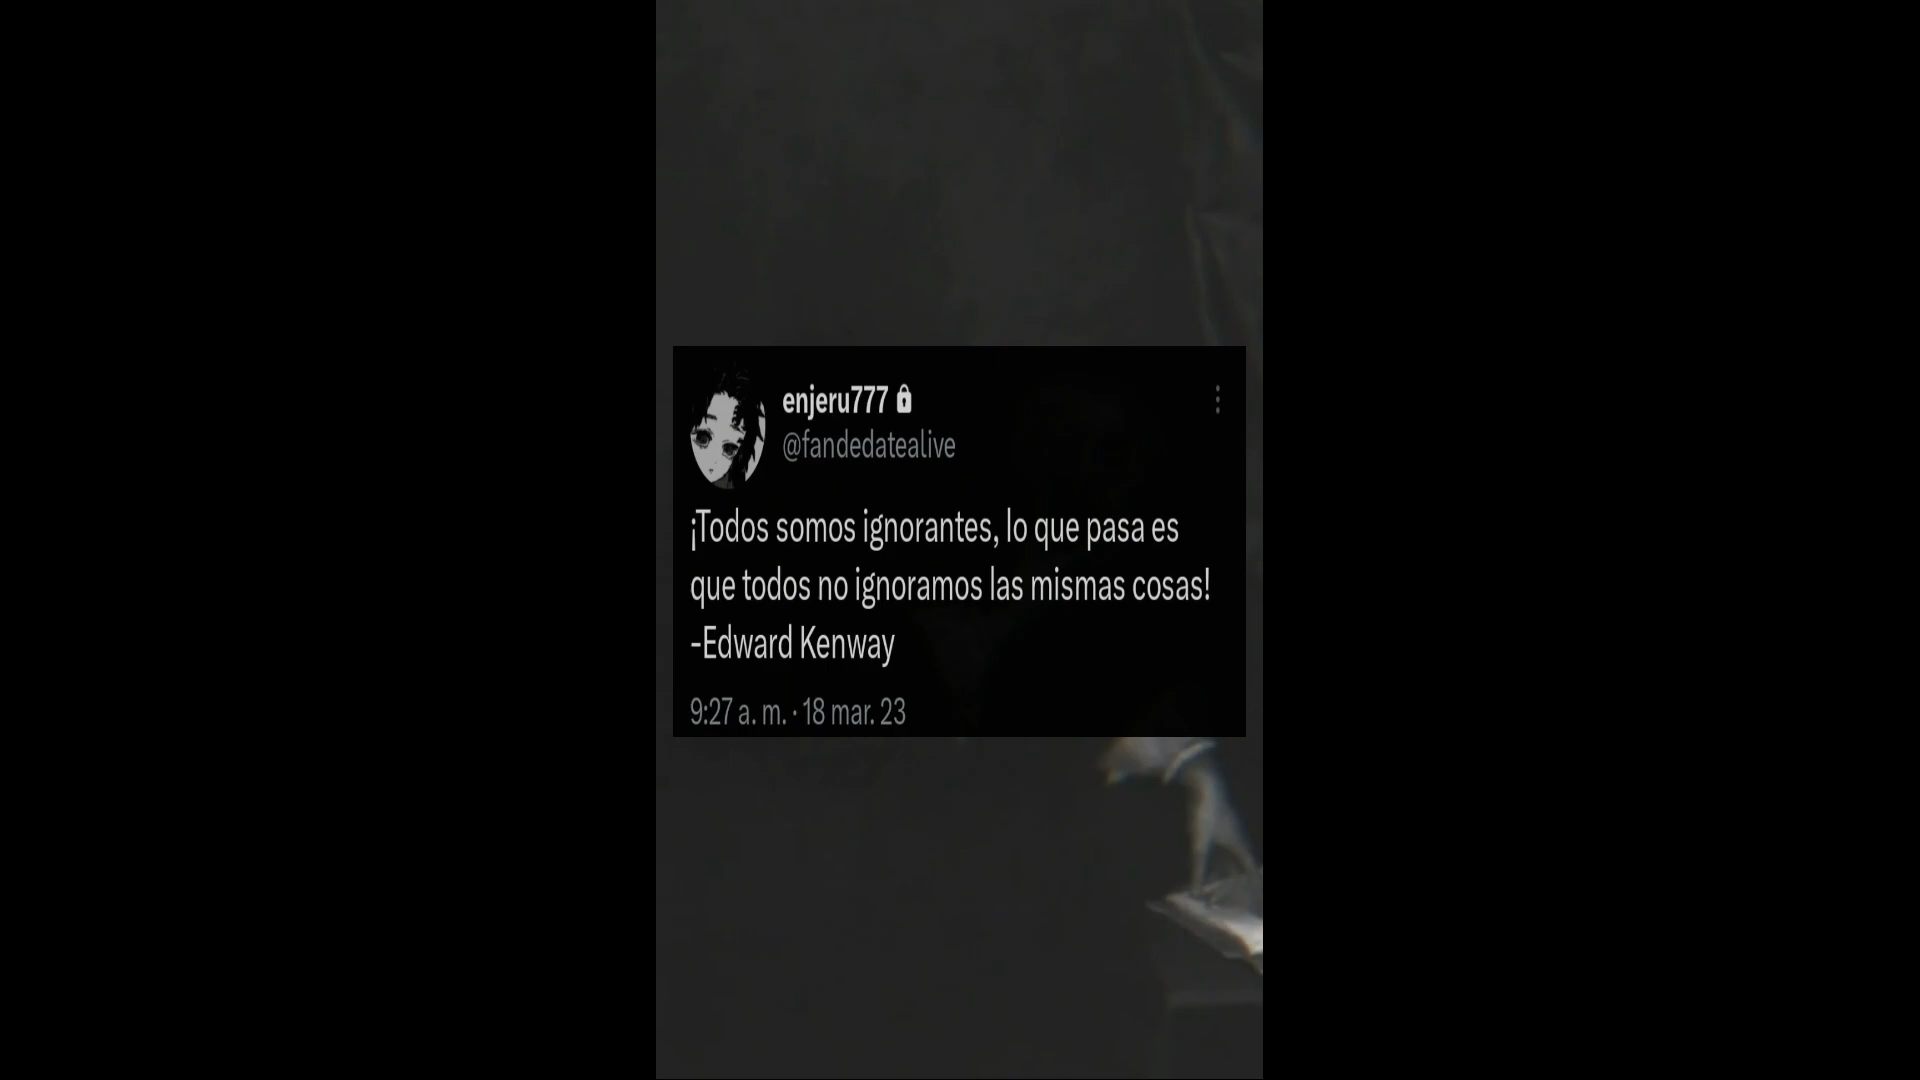 enjeru777
@fandedatealive
¡Todos somos ignorantes, lo que pasa es
que todos no ignoramos las mismas cosas!
-Edward Kenway
9:27 a. m. · 18 mar. 23